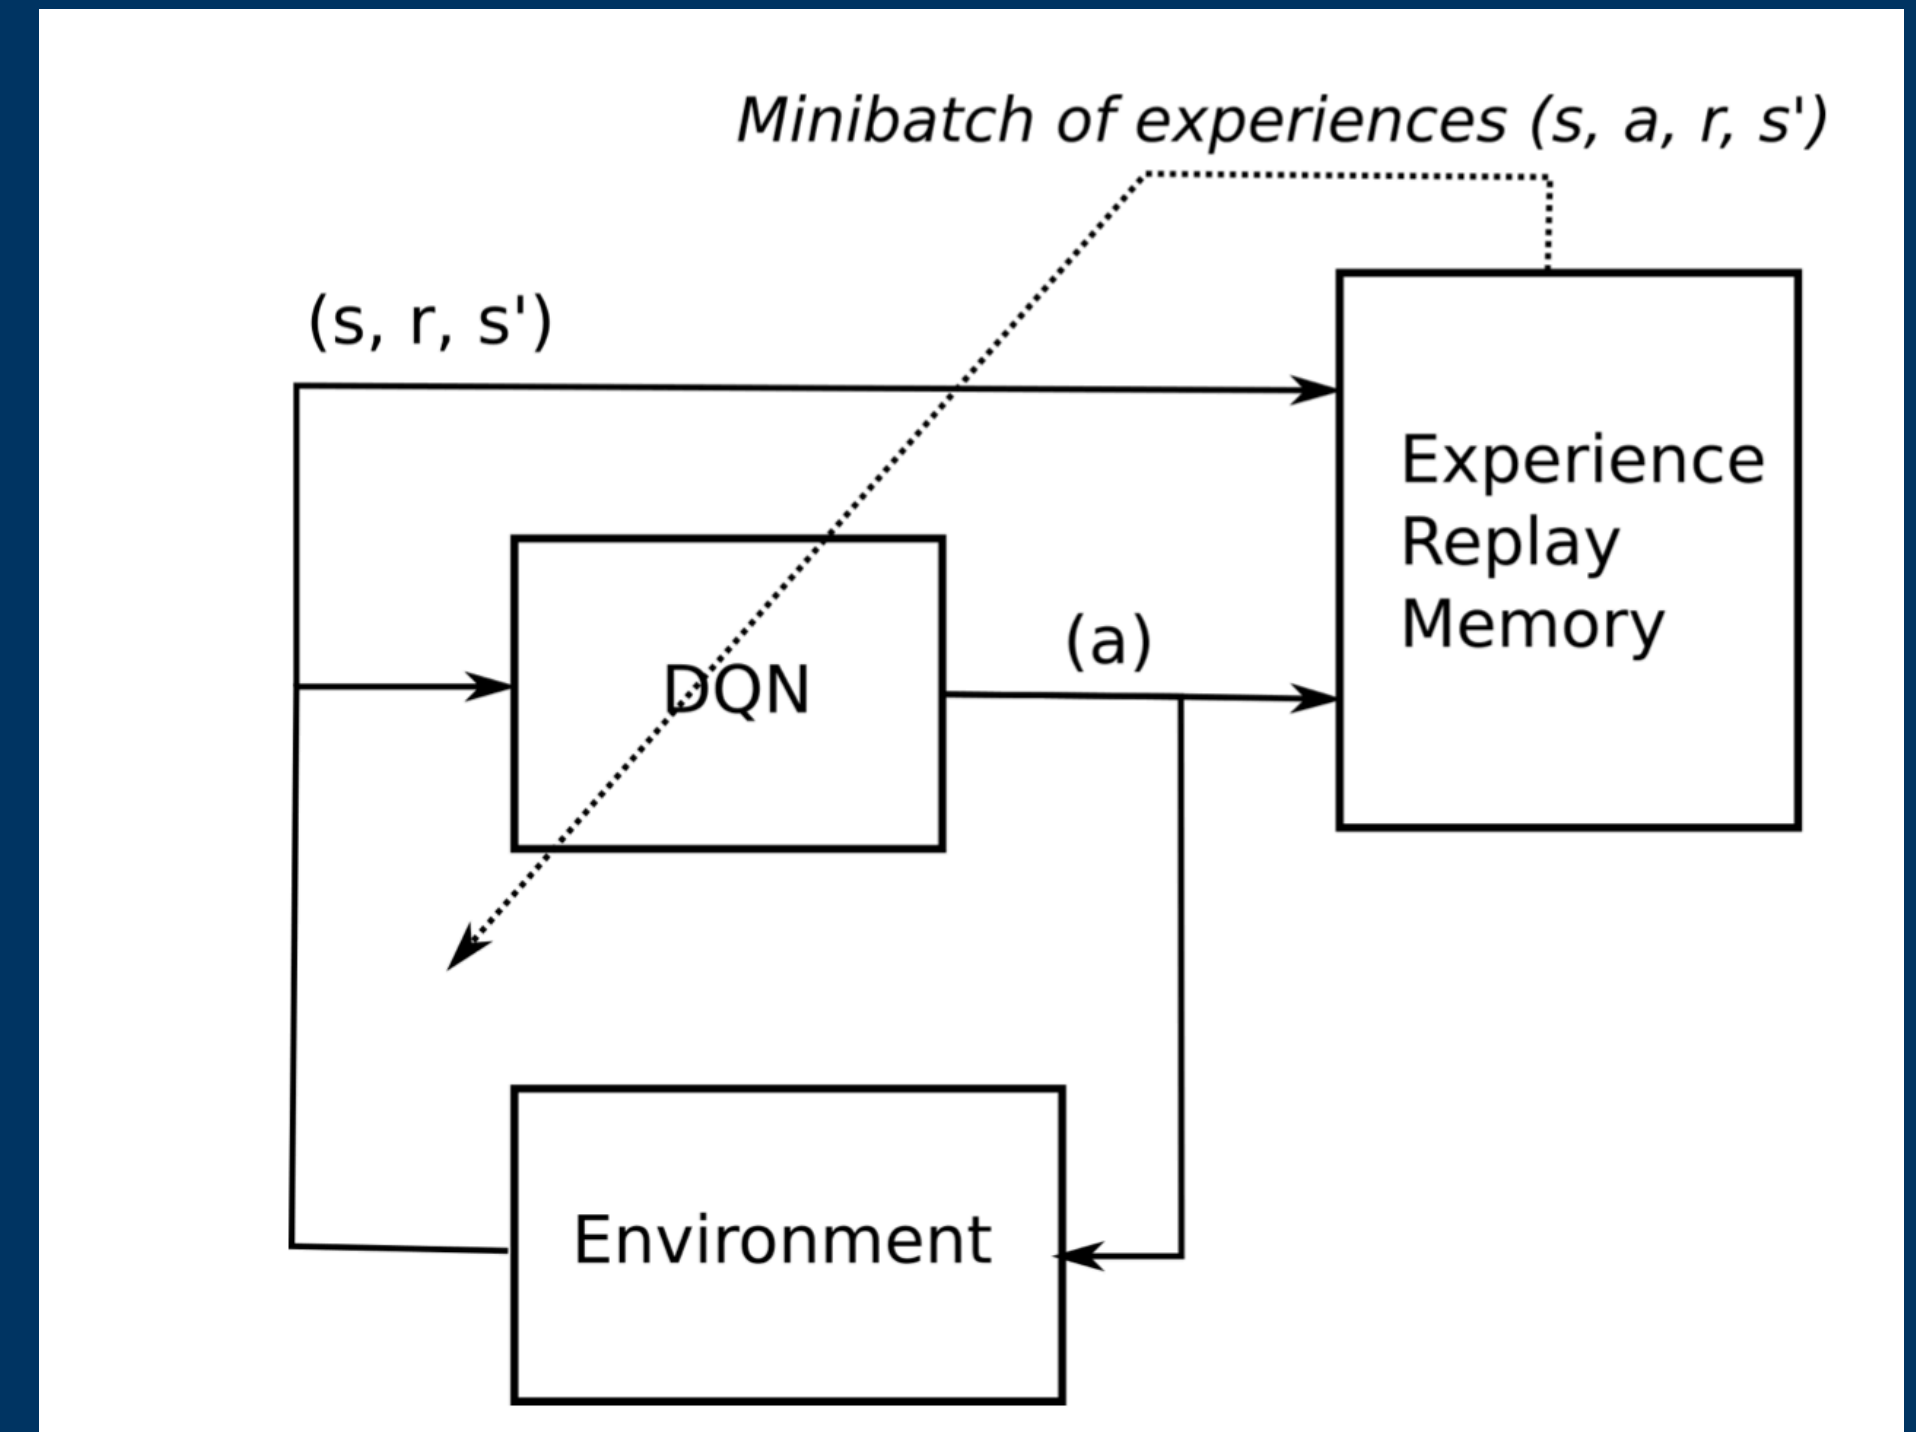 Minibatch of experiences (s, a, r, s')
(s, r, s')
Experience
Replay
Memory
(a)
DQN
Environment